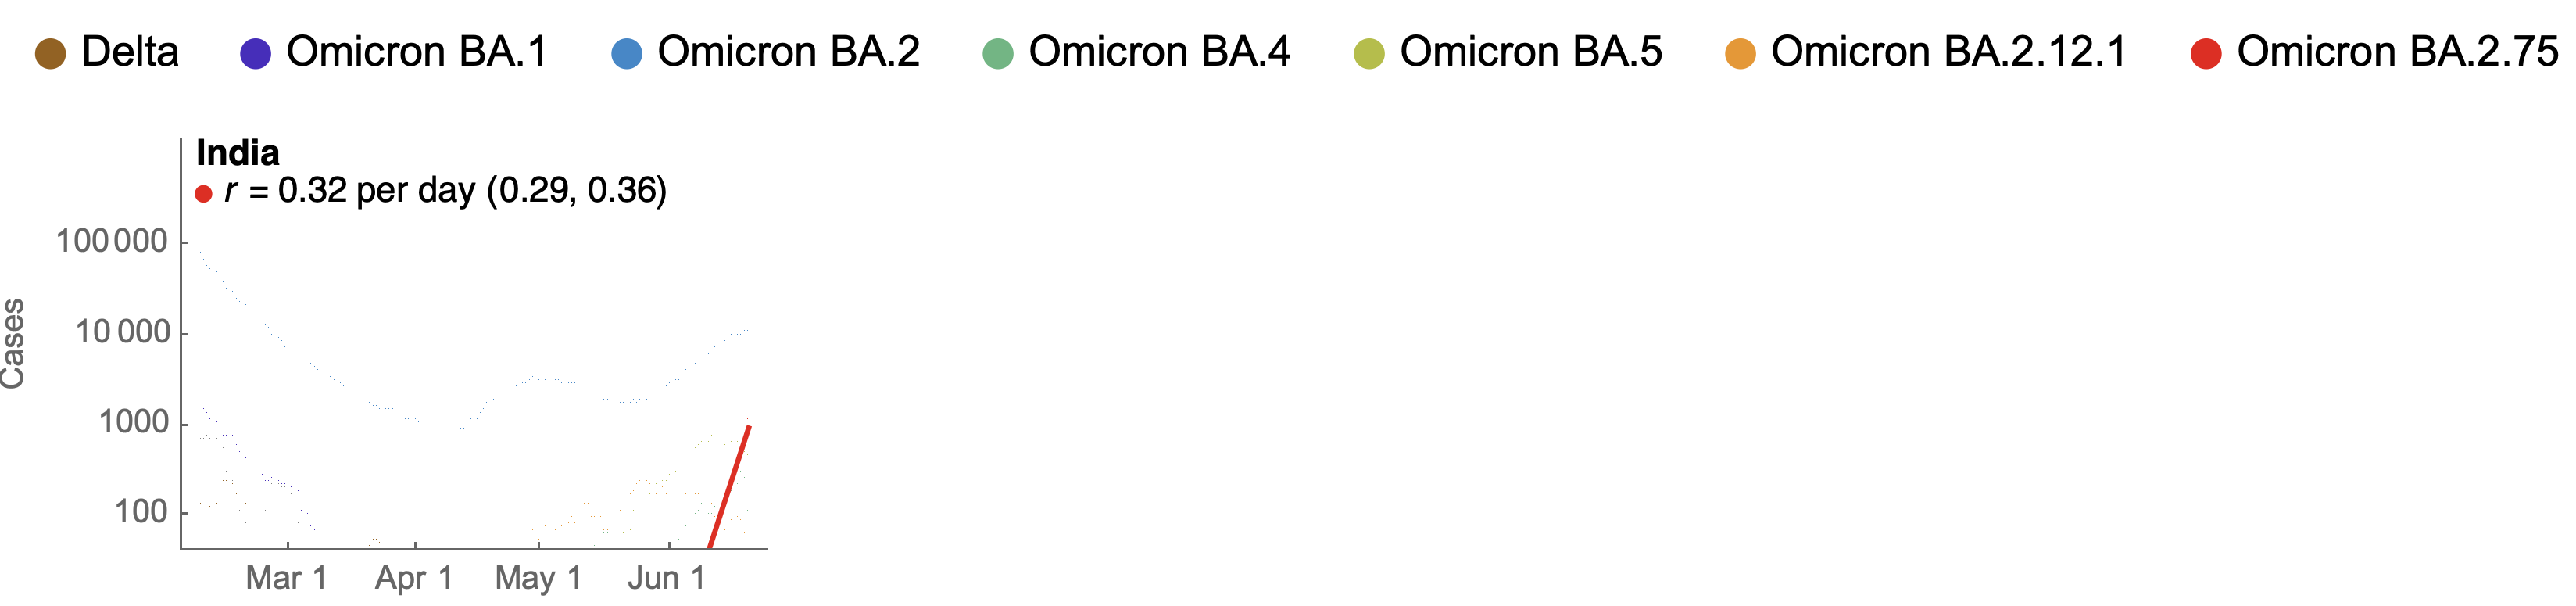 Delta Omicron BA.1 Omicron BA.2 Omicron BA.4 Omicron BA.5 Omicron BA.2.12.1 Omicron BA.2.75
India
r = 0.32 per day (0.29, 0.36)
100 000
10 000
1000
100
Cases
Mar 1 Apr 1 May 1 Jun 1